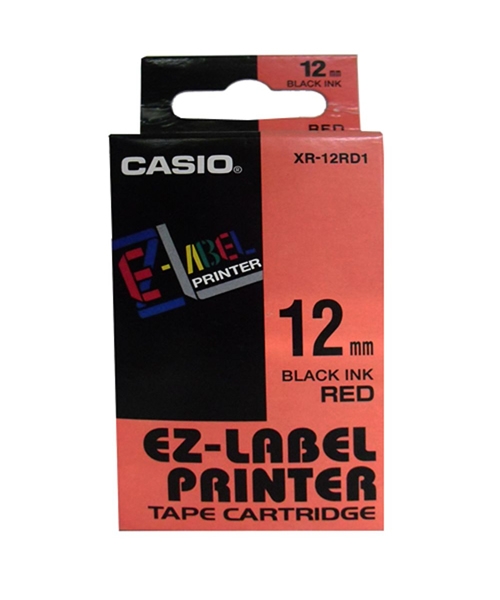 12 mm
BLACK INK
RED
CASIO®
XR-12RD1
EZ-LABEL
PRINTER
12 mm
BLACK INK
RED
EZ-LABEL
PRINTER
TAPE CARTRIDGE